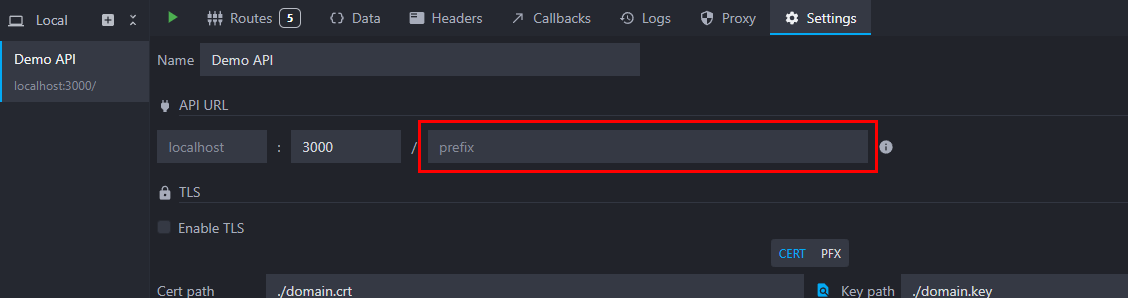 Local Routes 5 Data Headers Callbacks Logs Proxy Settings
Demo API
localhost:3000/
Name Demo API
API URL
localhost : 3000 / prefix
TLS
Enable TLS
CERT PFX
Cert path ./domain.crt Key path ./domain.key